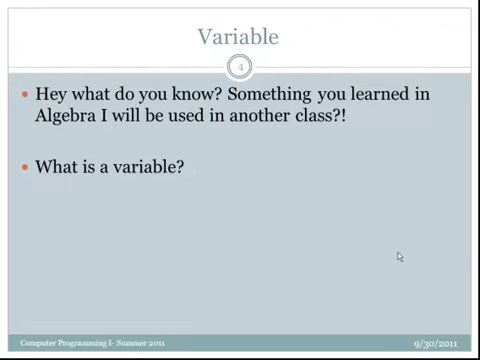 Variable
4
Hey what do you know? Something you learned in
Algebra I will be used in another class?!
What is a variable?
Computer Programming I- Summer 2011
9/30/2011